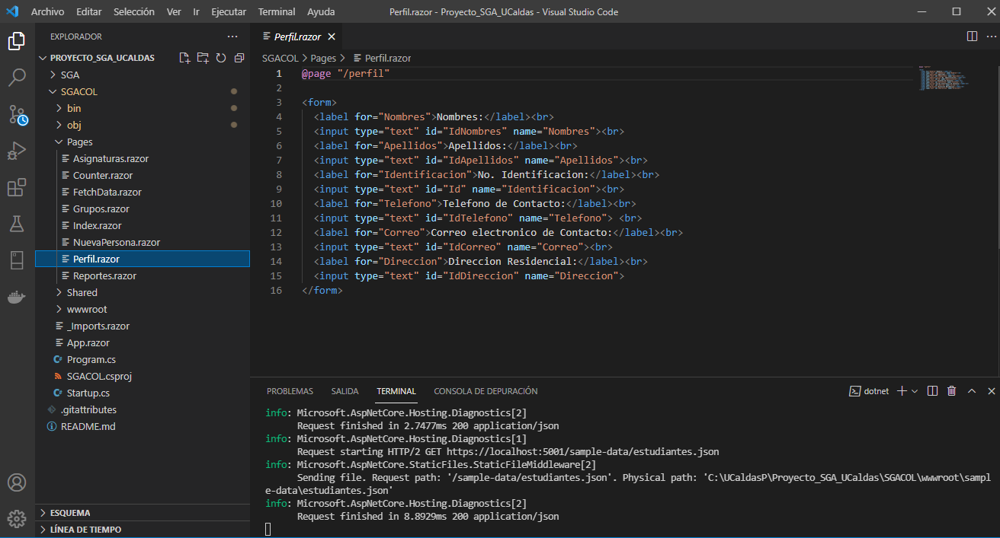 Archivo Editar Selección Ver Ir Ejecutar Terminal Ayuda Perfil.razor - Proyecto_SGA_UCaldas - Visual Studio Code
EXPLORADOR
PROYECTO_SGA_UCALDAS
SGA
SGACOL
bin
obj
Pages
Asignaturas.razor
Counter.razor
FetchData.razor
Grupos.razor
Index.razor
NuevaPersona.razor
Perfil.razor
Reportes.razor
Shared
wwwroot
_Imports.razor
App.razor
Program.cs
SGACOL.csproj
Startup.cs
.gitattributes
README.md
ESQUEMA
LÍNEA DE TIEMPO
Perfil.razor
SGACOL > Pages > Perfil.razor
1 @page "/perfil"
2
3 <form>
4 <label for="Nombres">Nombres:</label><br>
5 <input type="text" id="IdNombres" name="Nombres"><br>
6 <label for="Apellidos">Apellidos:</label><br>
7 <input type="text" id="IdApellidos" name="Apellidos"><br>
8 <label for="Identificacion">No. Identificacion:</label><br>
9 <input type="text" id="Id" name="Identificacion"><br>
10 <label for="Telefono">Telefono de Contacto:</label><br>
11 <input type="text" id="IdTelefono" name="Telefono"> <br>
12 <label for="Correo">Correo electronico de Contacto:</label><br>
13 <input type="text" id="IdCorreo" name="Correo"><br>
14 <label for="Direccion">Direccion Residencial:</label><br>
15 <input type="text" id="IdDireccion" name="Direccion">
16 </form>
PROBLEMAS SALIDA TERMINAL CONSOLA DE DEPURACIÓN dotnet
info: Microsoft.AspNetCore.Hosting.Diagnostics[2]
Request finished in 2.7477ms 200 application/json
info: Microsoft.AspNetCore.Hosting.Diagnostics[1]
Request starting HTTP/2 GET https://localhost:5001/sample-data/estudiantes.json
info: Microsoft.AspNetCore.StaticFiles.StaticFileMiddleware[2]
Sending file. Request path: '/sample-data/estudiantes.json'. Physical path: 'C:\UCaldasP\Proyecto_SGA_UCaldas\SGACOL\wwwroot\sampl
e-data\estudiantes.json'
info: Microsoft.AspNetCore.Hosting.Diagnostics[2]
Request finished in 8.8929ms 200 application/json